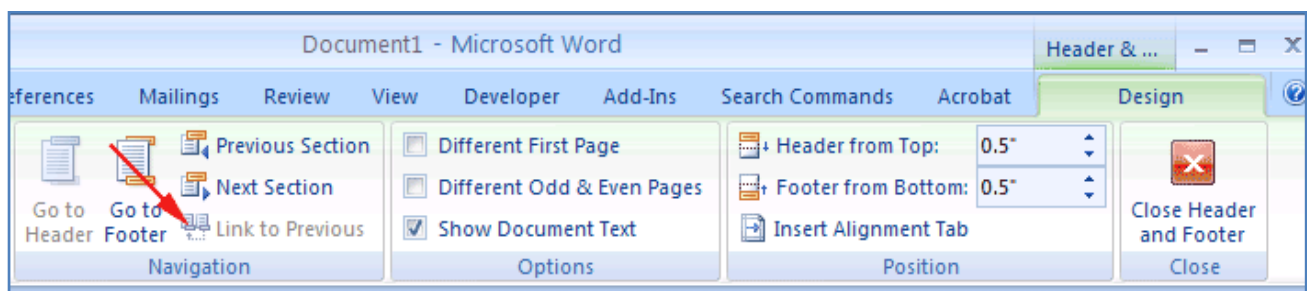 Document1 - Microsoft Word
Header & ...
eferences Mailings Review View Developer Add-Ins Search Commands Acrobat Design
Previous Section Different First Page Header from Top: 0.5"
Next Section Different Odd & Even Pages Footer from Bottom: 0.5"
Go to Header Go to Footer Link to Previous Show Document Text Insert Alignment Tab Close Header and Footer
Navigation Options Position Close